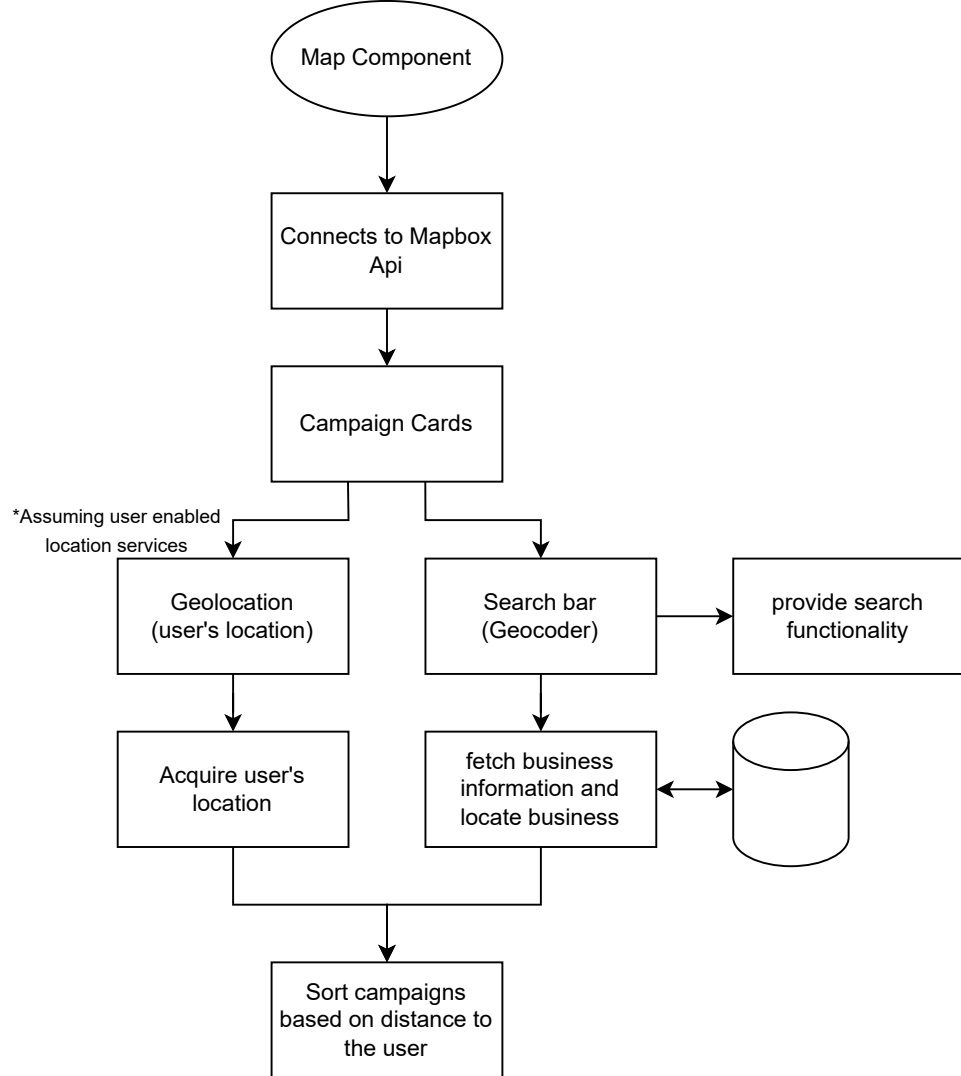 Map Component
Connects to Mapbox
Api
Campaign Cards
*Assuming user enabled
location services
Geolocation
(user's location)
Search bar
(Geocoder)
provide search
functionality
Acquire user's
location
fetch business
information and
locate business
Sort campaigns
based on distance to
the user